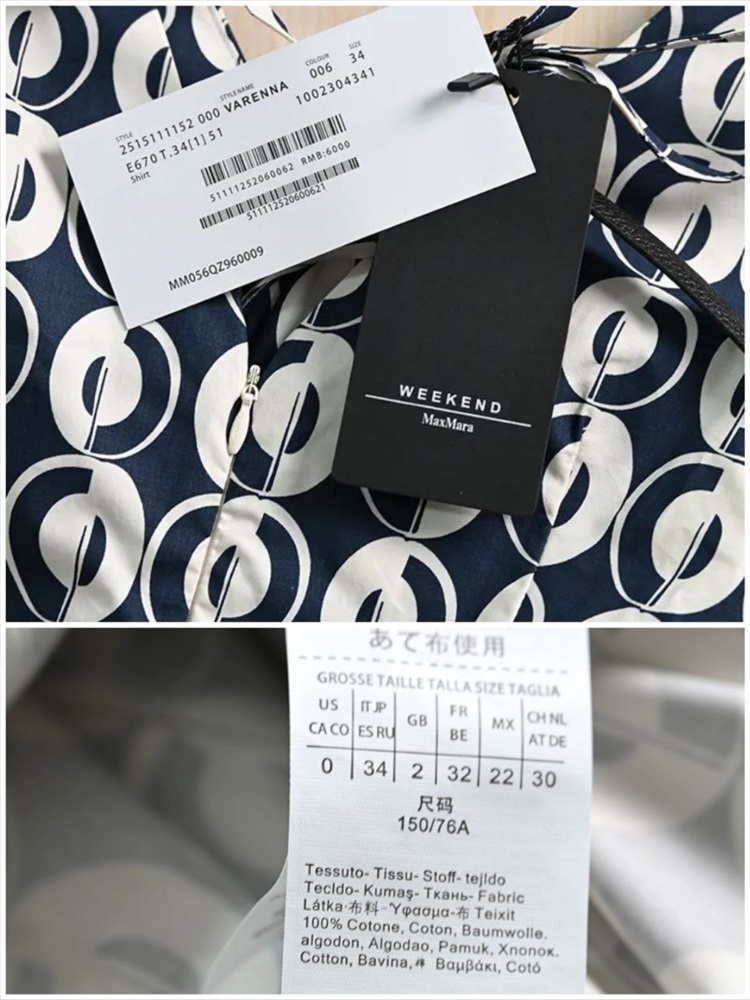 STYLE STYLE NAME COLOUR SIZE
2515111152 000 VARENNA 006 34
E670 T.34[1] 51 1002304341
Shirt
51111252060062 RMB:6000
511112520600621
MM056QZ960009
WEEKEND
MaxMara
あて布使用
GROSSE TAILLE TALLA SIZE TAGLIA
US IT JP GB FR MX CH NL
CA CO ES RU BE AT DE
0 34 2 32 22 30
尺码
150/76A
Tessuto- Tissu- Stoff- tejIdo
TecIdo- Kumaş- Ткань- Fabric
Látka-布料-Ύφασμα-布 Teixit
100% Cotone, Coton, Baumwolle.
algodon, Algodao, Pamuk, Хnonoк.
Cotton, Bavina, Βαμβάκι, Cotó